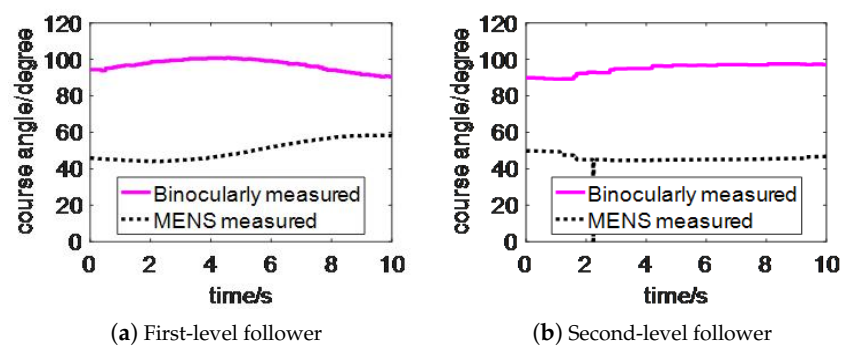 (a)
(b)
120
100
80
60
40
20
0
course angle/degree
Binocularly measured
MENS measured
0 2 4 6 8 10
time/s
120
100
80
60
40
20
0
course angle/degree
Binocularly measured
MENS measured
0 2 4 6 8 10
time/s
(a) First-level follower
(b) Second-level follower